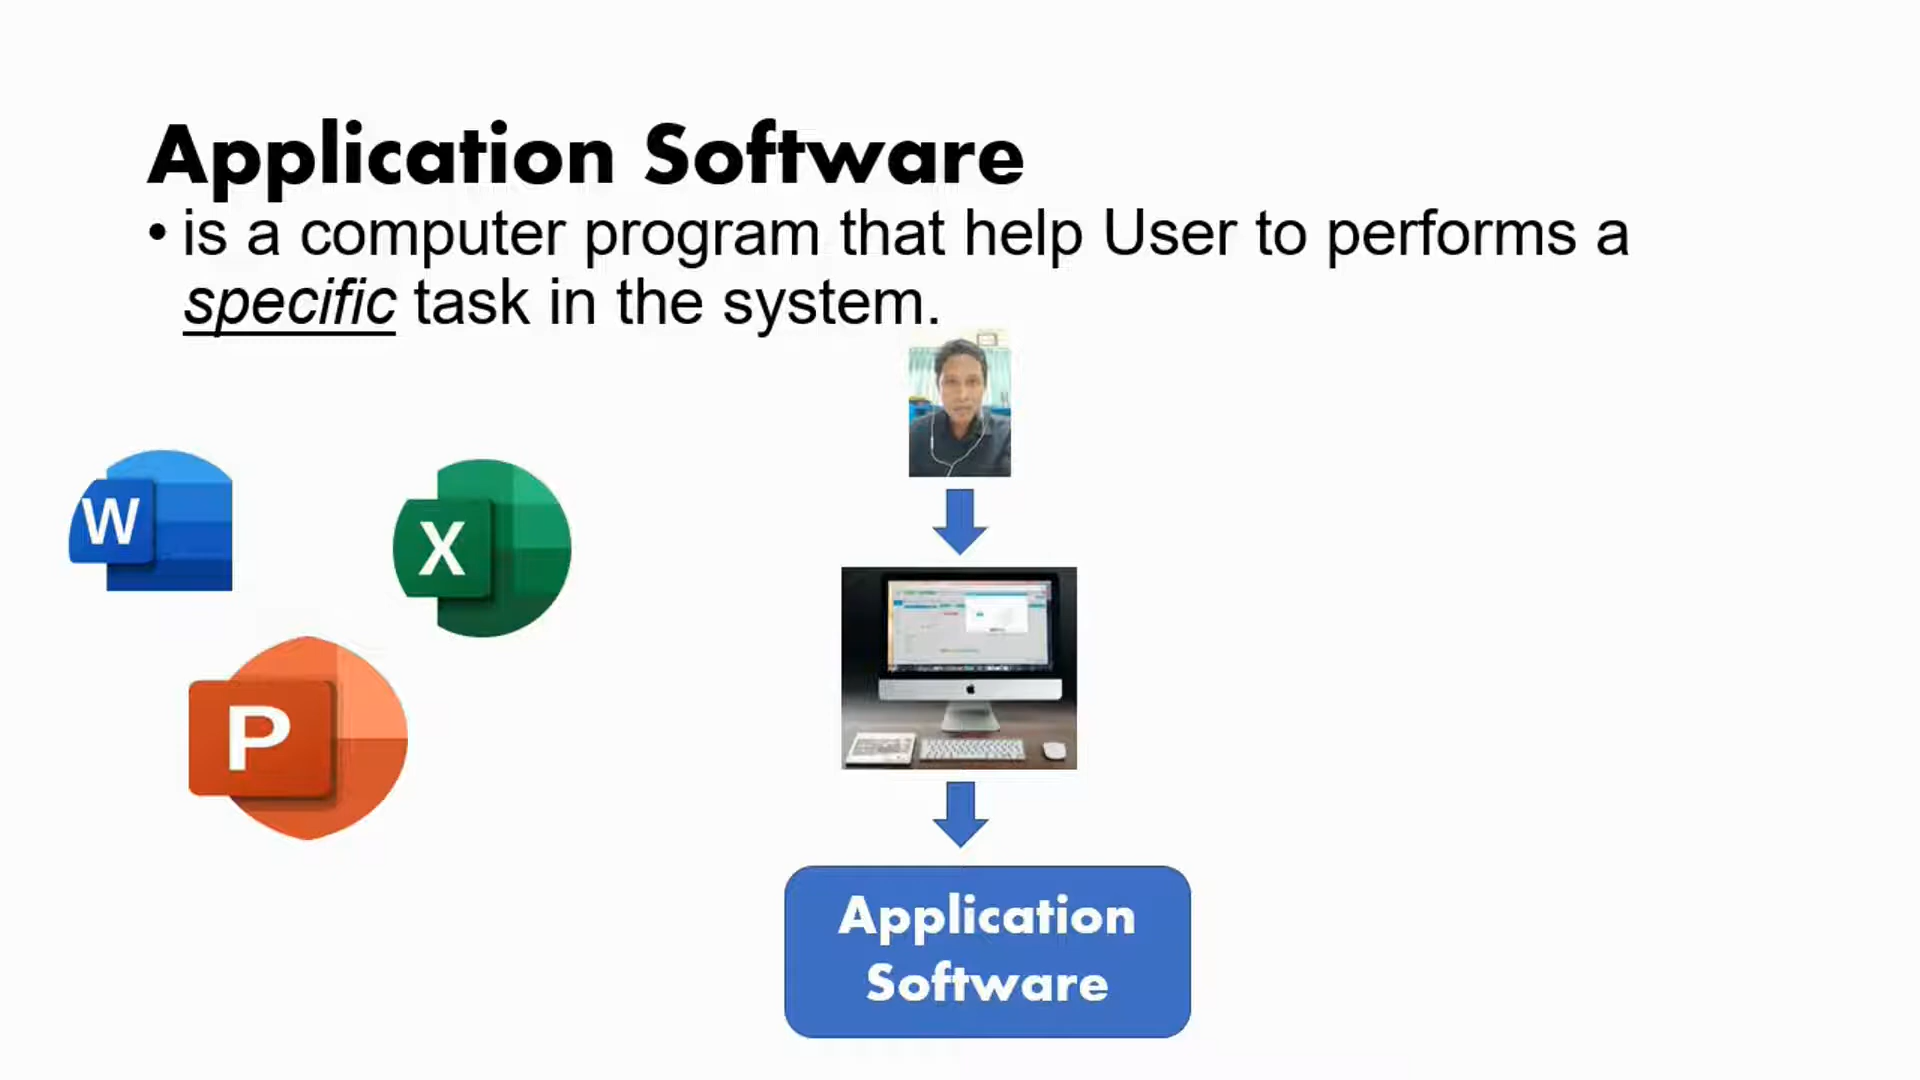 Application Software
• is a computer program that help User to performs a
specific task in the system.
W
X
P
Application
Software